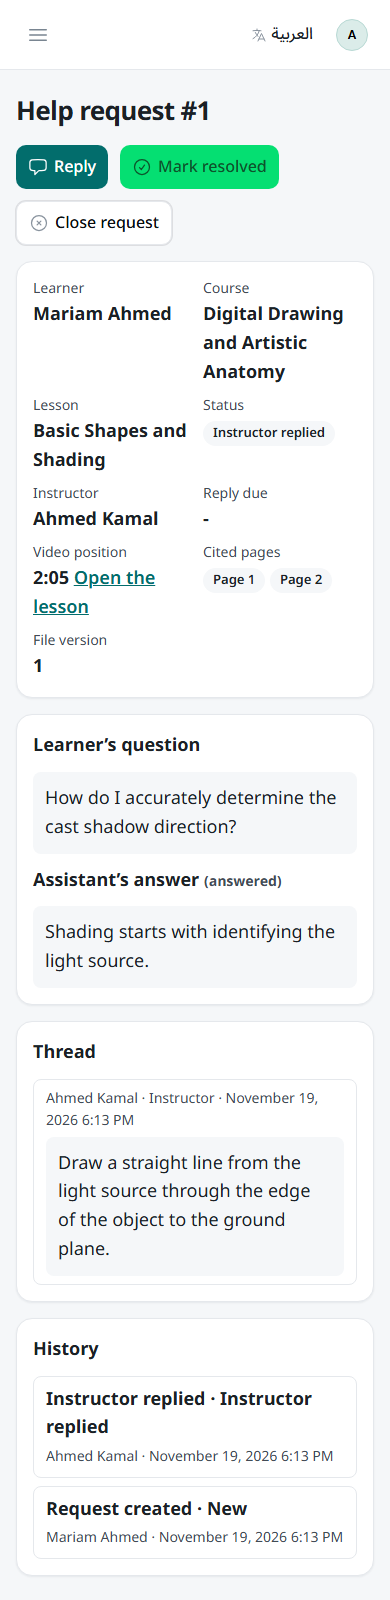 العربية
A
Help request #1
Reply
Mark resolved
Close request
Learner
Mariam Ahmed
Course
Digital Drawing
and Artistic
Anatomy
Lesson
Basic Shapes and
Shading
Status
Instructor replied
Instructor
Ahmed Kamal
Reply due
-
Video position
2:05 Open the
lesson
Cited pages
Page 1 Page 2
File version
1
Learner's question
How do I accurately determine the
cast shadow direction?
Assistant's answer (answered)
Shading starts with identifying the
light source.
Thread
Ahmed Kamal · Instructor · November 19,
2026 6:13 PM
Draw a straight line from the
light source through the edge
of the object to the ground
plane.
History
Instructor replied · Instructor
replied
Ahmed Kamal · November 19, 2026 6:13 PM
Request created · New
Mariam Ahmed · November 19, 2026 6:13 PM